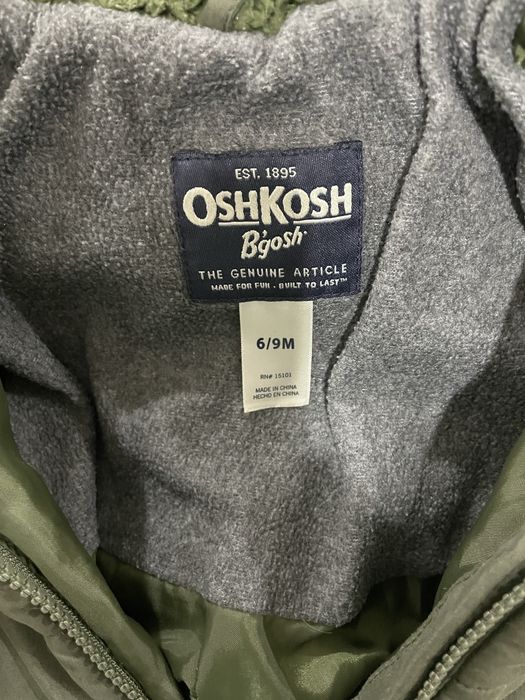 EST. 1895
OSHKOSH
B'gosh
THE GENUINE ARTICLE
MADE FOR FUN · BUILT TO LAST™
6/9M
RN# 15101
MADE IN CHINA
HECHO EN CHINA